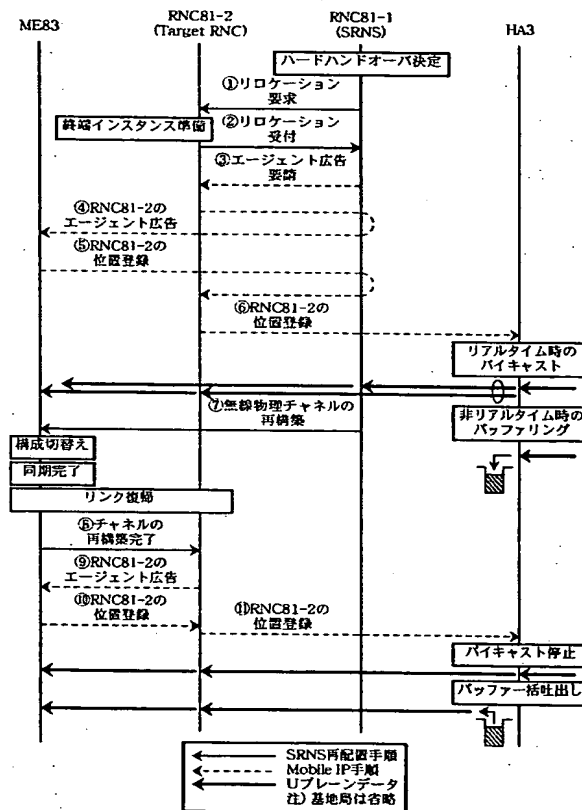 ME83
RNC81-2
(Target RNC)
RNC81-1
(SRNS)
HA3
ハードハンドオーバ決定
①リロケーション
要求
終端インスタンス準備
②リロケーション
受付
③エージェント広告
要請
④RNC81-2の
エージェント広告
⑤RNC81-2の
位置登録
⑥RNC81-2の
位置登録
リアルタイム時の
バイキャスト
⑦無線物理チャネルの
再構築
非リアルタイム時の
バッファリング
構成切替え
同期完了
リンク復帰
⑧チャネルの
再構築完了
⑨RNC81-2の
エージェント広告
⑩RNC81-2の
位置登録
⑪RNC81-2の
位置登録
バイキャスト停止
バッファ一括吐出し
SRNS再配置手順
Mobile IP手順
Uプレーンデータ
注) 基地局は省略